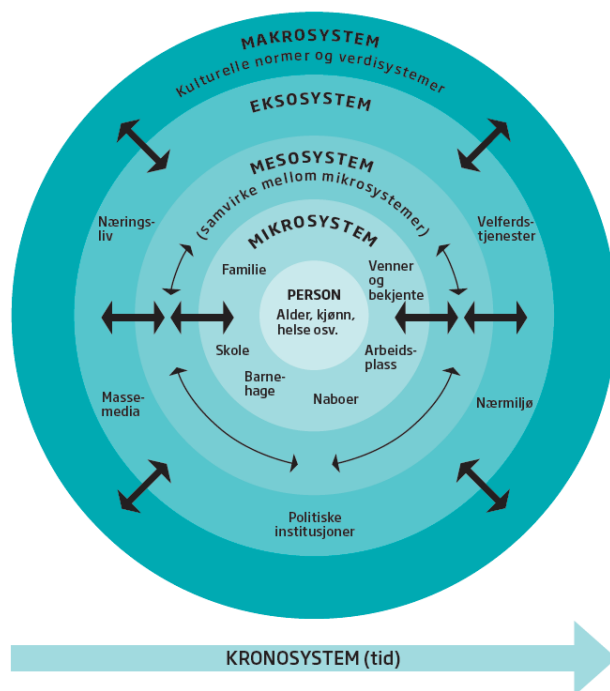 MAKROSYSTEM
Kulturelle normer og verdisystemer
EKSOSYSTEM
MESOSYSTEM
(samvirke mellom mikrosystemer)
MIKROSYSTEM
Nærings-
liv
Velferds-
tjenester
Familie
Venner
og
bekjente
PERSON
Alder, kjønn,
helse osv.
Skole
Arbeids-
plass
Barne-
hage
Naboer
Masse-
media
Nærmiljø
Politiske
institusjoner
KRONOSYSTEM (tid)